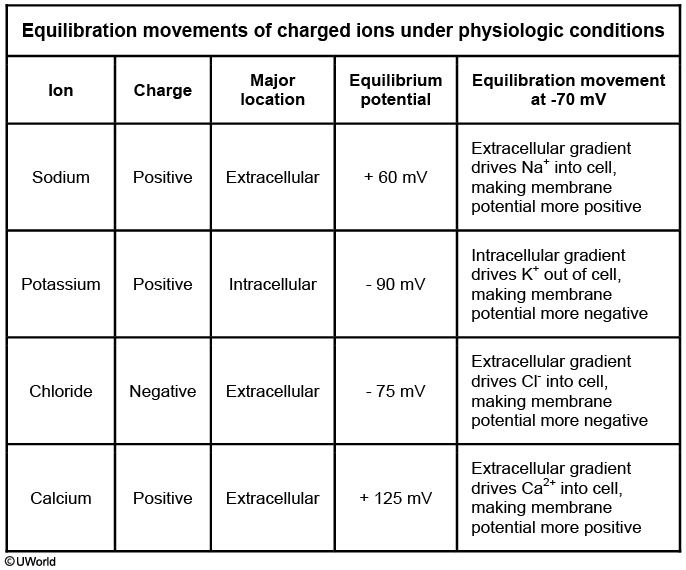 Equilibration movements of charged ions under physiologic conditions
Ion
Charge
Major
location
Equilibrium
potential
Equilibration movement
at -70 mV
Sodium
Positive
Extracellular
+ 60 mV
Extracellular gradient
drives Na⁺ into cell,
making membrane
potential more positive
Potassium
Positive
Intracellular
- 90 mV
Intracellular gradient
drives K⁺ out of cell,
making membrane
potential more negative
Chloride
Negative
Extracellular
- 75 mV
Extracellular gradient
drives Cl⁻ into cell,
making membrane
potential more negative
Calcium
Positive
Extracellular
+ 125 mV
Extracellular gradient
drives Ca²⁺ into cell,
making membrane
potential more positive
©UWorld